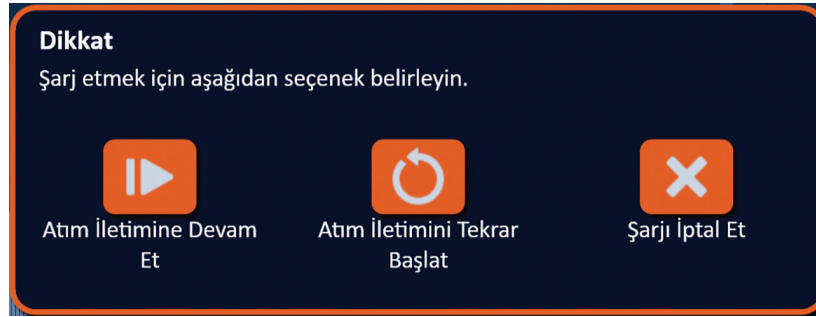 Dikkat
Şarj etmek için aşağıdan seçenek belirleyin.
Atım İletimine Devam Et
Atım İletimini Tekrar Başlat
Şarjı İptal Et